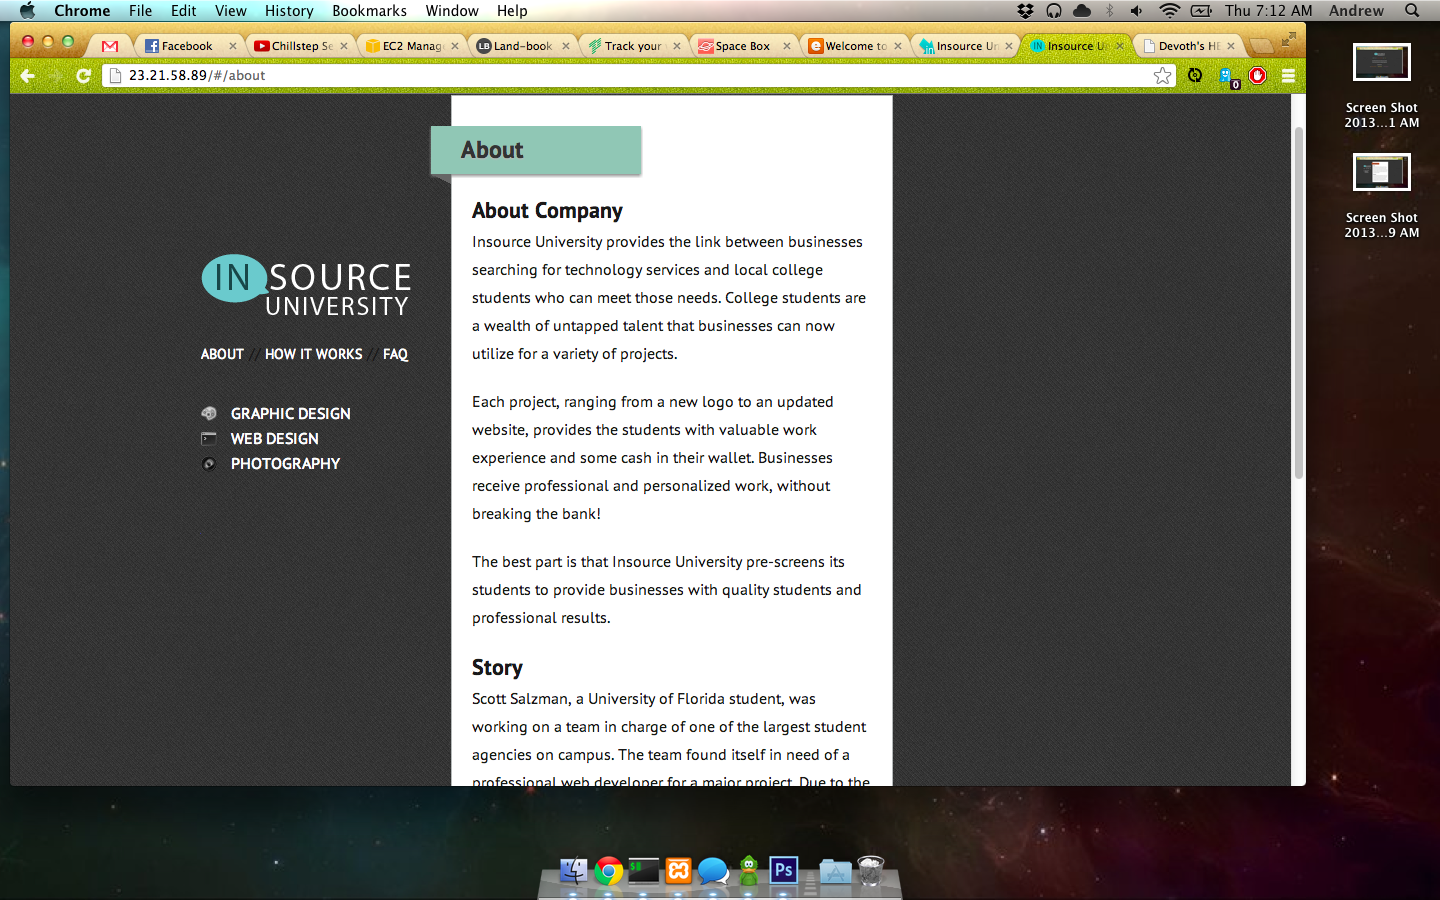 Chrome File Edit View History Bookmarks Window Help Thu 7:12 AM Andrew
Facebook Chillstep Se EC2 Manag Land-book Track your Space Box Welcome to Insource Un Insource U Devoth's HE
23.21.58.89/#/about
0
Screen Shot
2013...1 AM
Screen Shot
2013...9 AM
IN SOURCE
UNIVERSITY
ABOUT // HOW IT WORKS // FAQ
GRAPHIC DESIGN
WEB DESIGN
PHOTOGRAPHY
About
About Company
Insource University provides the link between businesses
searching for technology services and local college
students who can meet those needs. College students are
a wealth of untapped talent that businesses can now
utilize for a variety of projects.
Each project, ranging from a new logo to an updated
website, provides the students with valuable work
experience and some cash in their wallet. Businesses
receive professional and personalized work, without
breaking the bank!
The best part is that Insource University pre-screens its
students to provide businesses with quality students and
professional results.
Story
Scott Salzman, a University of Florida student, was
working on a team in charge of one of the largest student
agencies on campus. The team found itself in need of a
professional web developer for a major project. Due to the
Ps